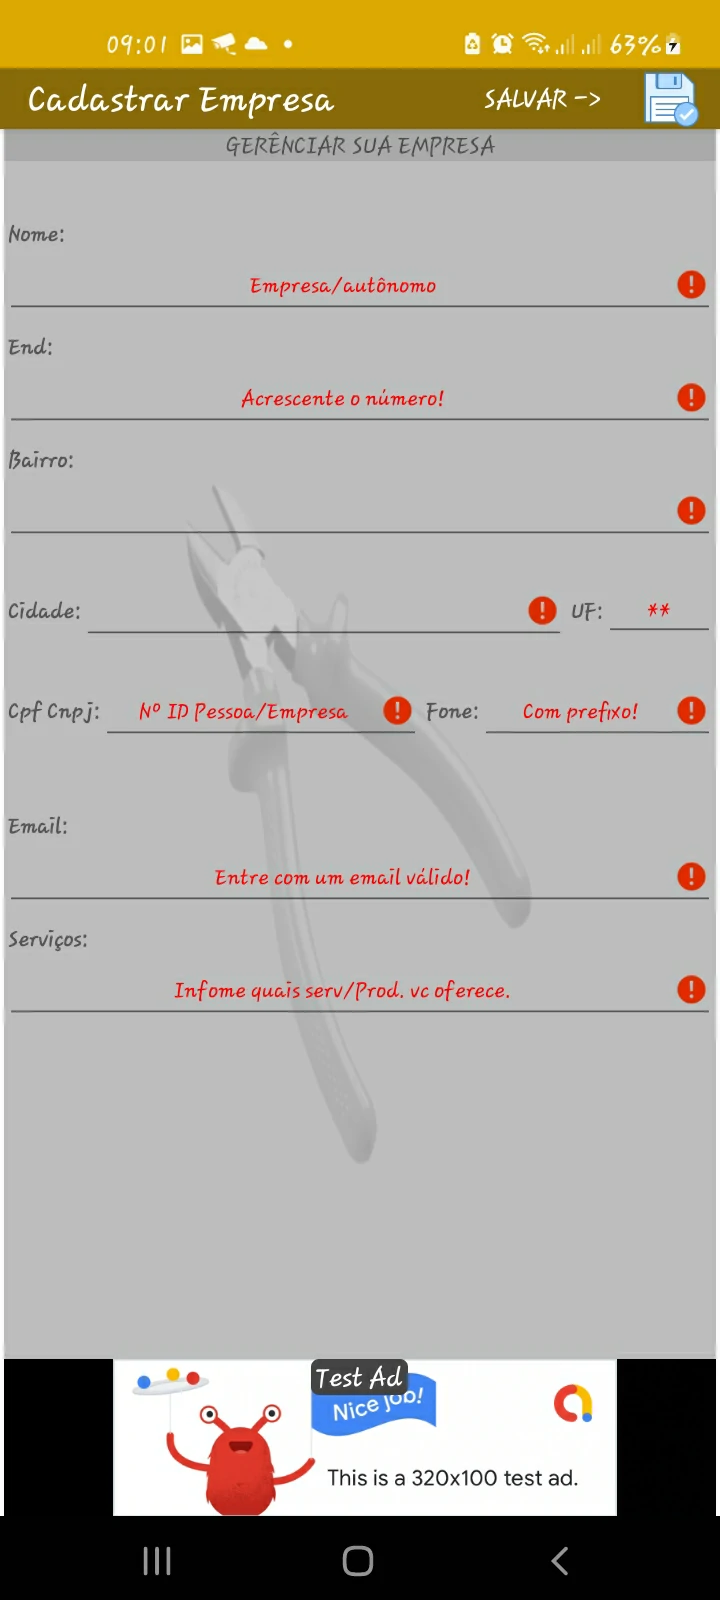 09:01
63%
Cadastrar Empresa
SALVAR ->
GERÊNCIAR SUA EMPRESA
Nome:
Empresa/autônomo
End:
Acrescente o número!
Bairro:
Cidade:
UF: **
Cpf Cnpj: Nº ID Pessoa/Empresa
Fone: Com prefixo!
Email:
Entre com um email válido!
Serviços:
Infome quais serv/Prod. vc oferece.
Test Ad
Nice job!
This is a 320x100 test ad.